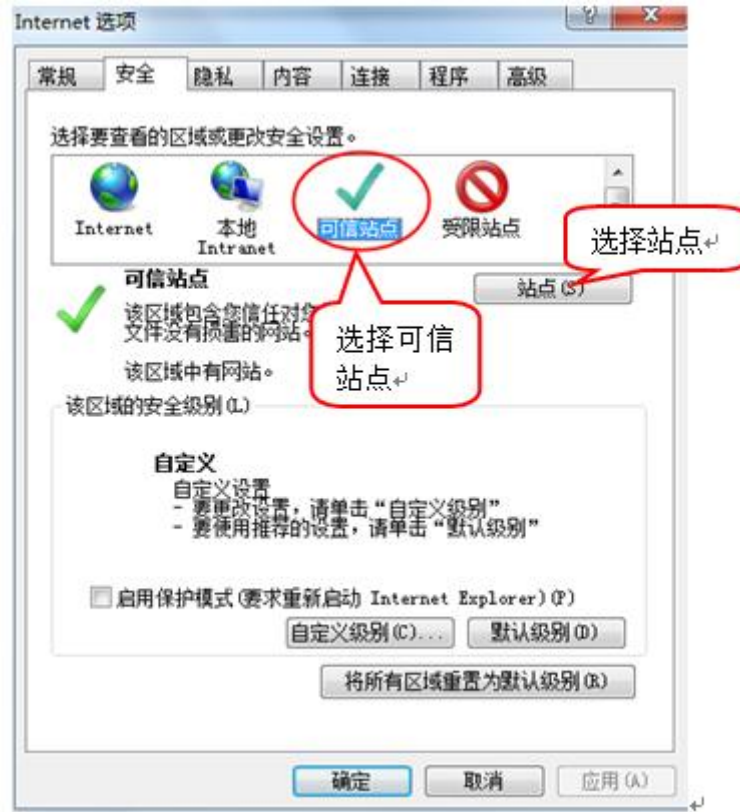 Internet 选项
常规 安全 隐私 内容 连接 程序 高级
选择要查看的区域或更改安全设置。
Internet 本地 Intranet 可信站点 受限站点
选择站点
可信站点
站点(S)
该区域包含您信任对您
文件没有损害的网站。
选择可信
站点
该区域中有网站。
该区域的安全级别(L)
自定义
自定义设置
- 要更改设置，请单击“自定义级别”
- 要使用推荐的设置，请单击“默认级别”
启用保护模式(要求重新启动 Internet Explorer)(P)
自定义级别(C)... 默认级别(D)
将所有区域重置为默认级别(R)
确定 取消 应用(A)